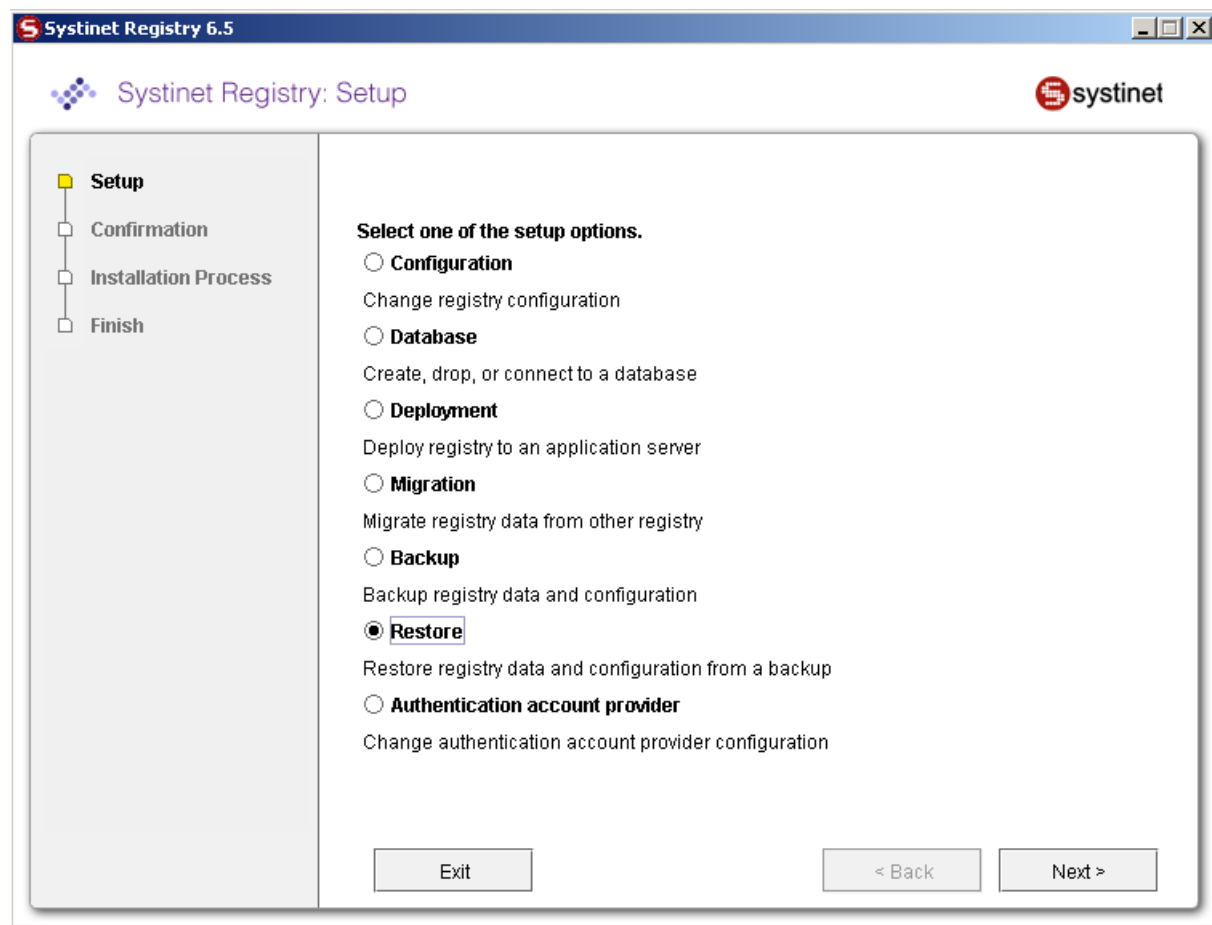 Systinet Registry 6.5
Systinet Registry: Setup
systinet
Setup
Confirmation
Installation Process
Finish
Select one of the setup options.
Configuration
Change registry configuration
Database
Create, drop, or connect to a database
Deployment
Deploy registry to an application server
Migration
Migrate registry data from other registry
Backup
Backup registry data and configuration
Restore
Restore registry data and configuration from a backup
Authentication account provider
Change authentication account provider configuration
Exit
< Back
Next >